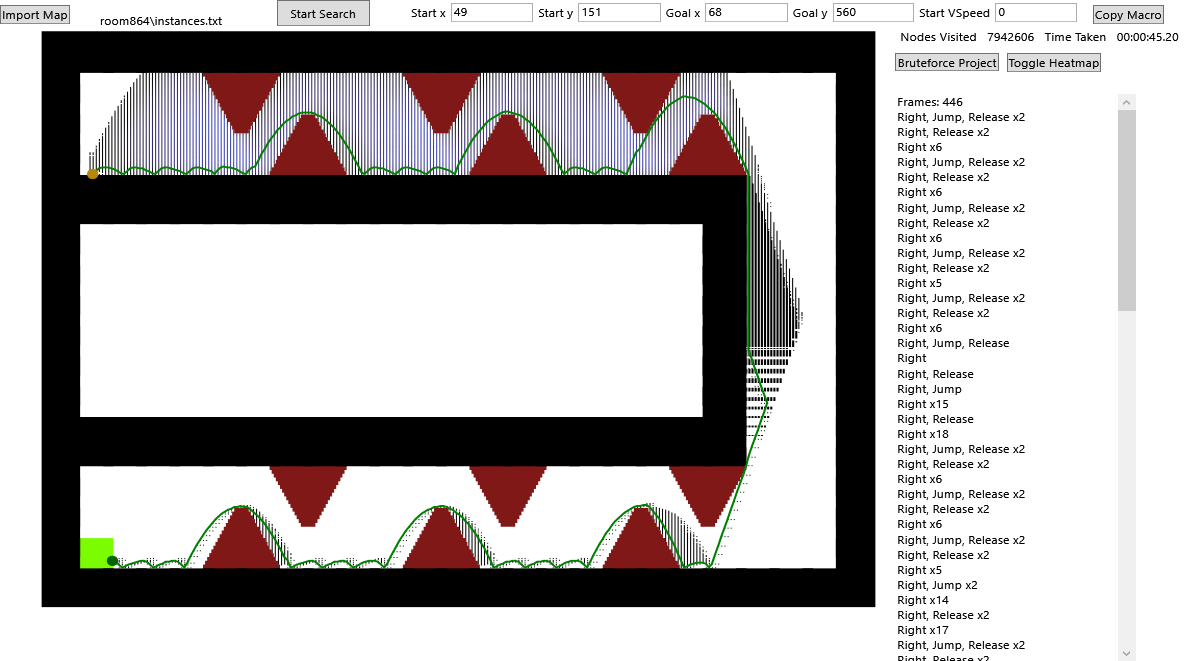 Import Map
room864\instances.txt
Start Search
Start x 49 Start y 151 Goal x 68 Goal y 560 Start VSpeed 0
Copy Macro
Nodes Visited 7942606 Time Taken 00:00:45.20
Bruteforce Project Toggle Heatmap
Frames: 446
Right, Jump, Release x2
Right, Release x2
Right x6
Right, Jump, Release x2
Right, Release x2
Right x6
Right, Jump, Release x2
Right, Release x2
Right x6
Right, Jump, Release x2
Right, Release x2
Right x5
Right, Jump, Release x2
Right, Release x2
Right x6
Right, Jump, Release
Right
Right, Release
Right, Jump
Right x15
Right, Release
Right x18
Right, Jump, Release x2
Right, Release x2
Right x6
Right, Jump, Release x2
Right, Release x2
Right x6
Right, Jump, Release x2
Right, Release x2
Right x5
Right, Jump x2
Right x14
Right, Release x2
Right x17
Right, Jump, Release x2
Right, Release x2